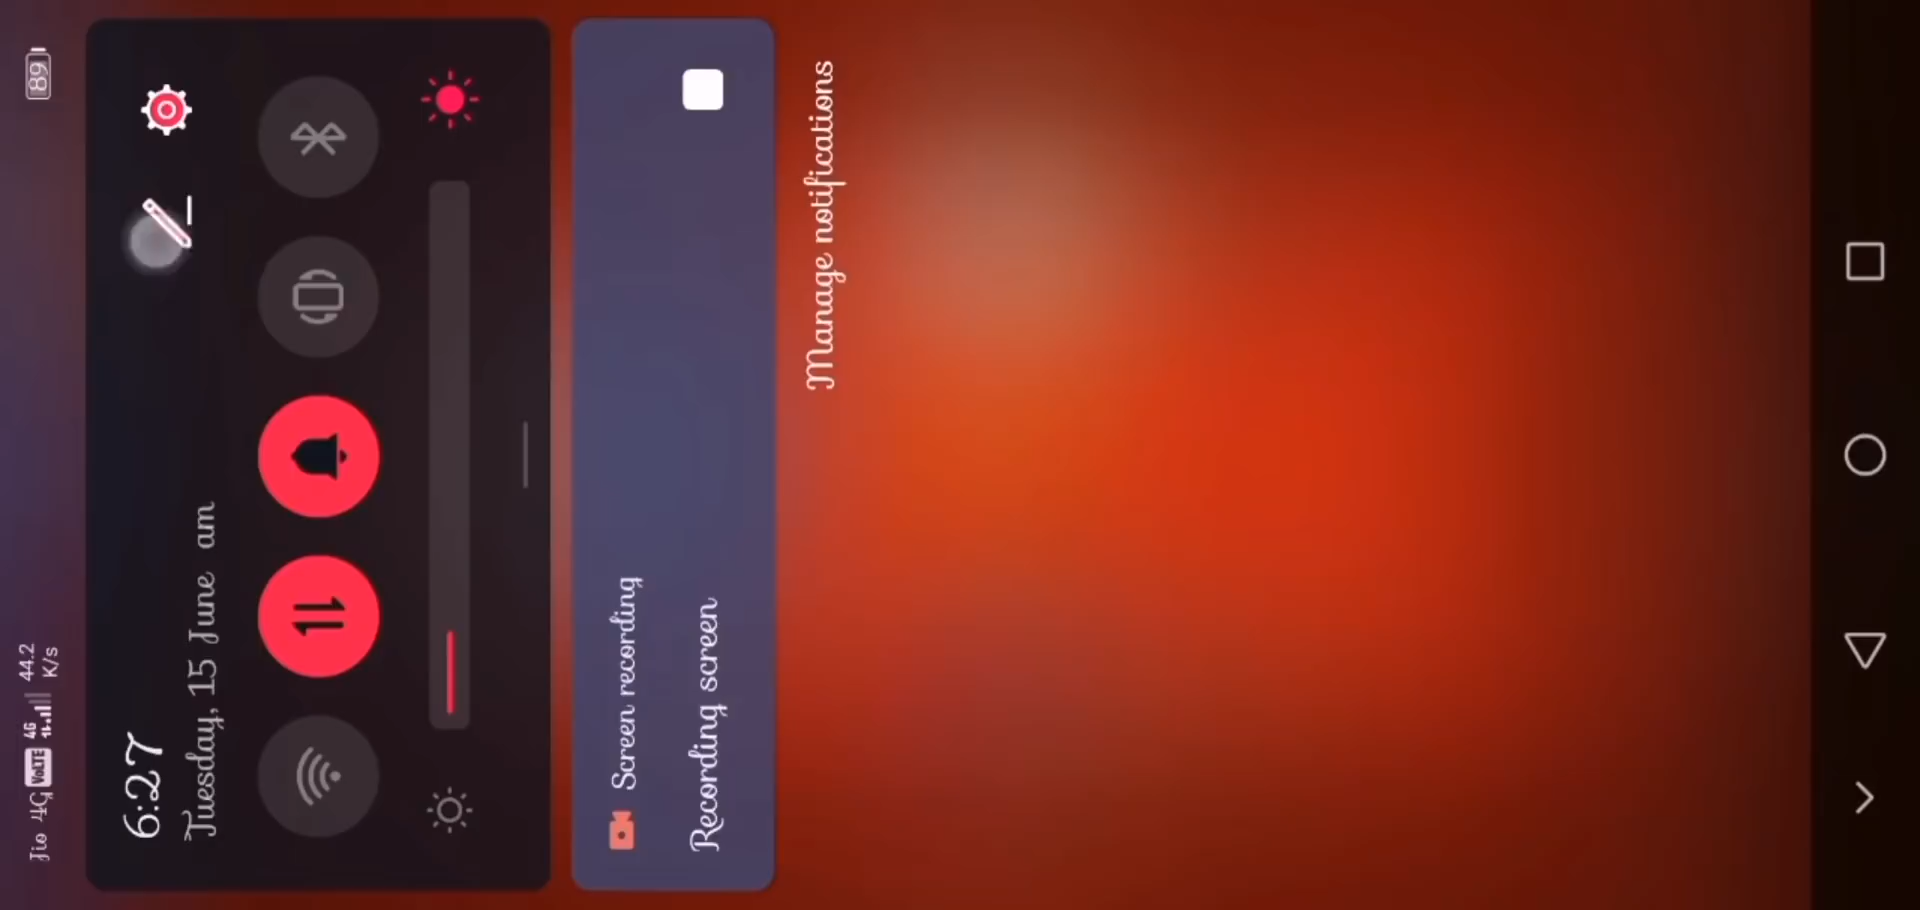 Jio 4G VoLTE 4G 44.2 K/s 89
6:27
Tuesday, 15 June am
Screen recording
Recording screen
Manage notifications